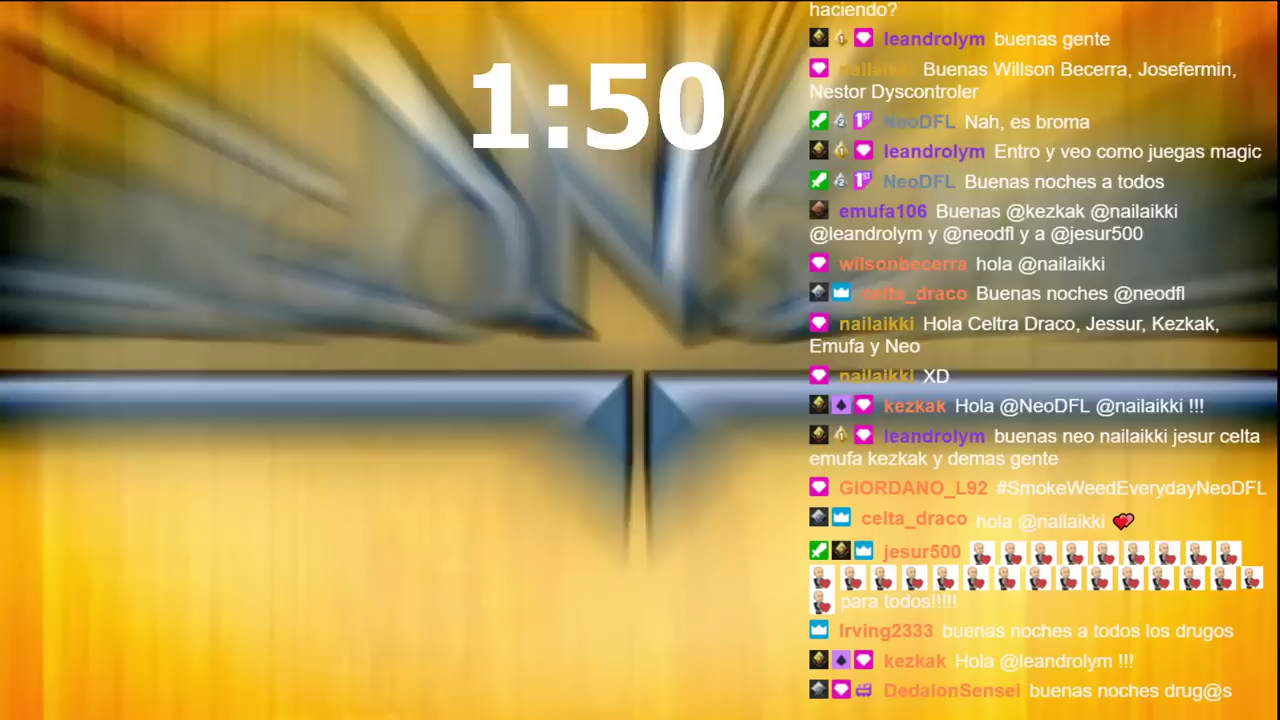 haciendo?
1:50
leandrolym buenas gente
nailaikki Buenas Willson Becerra, Josefermin,
Nestor Dyscontroler
NeoDFL Nah, es broma
leandrolym Entro y veo como juegas magic
NeoDFL Buenas noches a todos
emufa106 Buenas @kezkak @nailaikki
@leandrolym y @neodfl y a @jesur500
wilsonbecerra hola @nailaikki
celta_draco Buenas noches @neodfl
nailaikki Hola Celtra Draco, Jessur, Kezkak,
Emufa y Neo
nailaikki XD
kezkak Hola @NeoDFL @nailaikki !!!
leandrolym buenas neo nailaikki jesur celta
emufa kezkak y demas gente
GIORDANO_L92 #SmokeWeedEverydayNeoDFL
celta_draco hola @nailaikki
jesur500
para todos!!!!!
Irving2333 buenas noches a todos los drugos
kezkak Hola @leandrolym !!!
DedalonSensei buenas noches drug@s